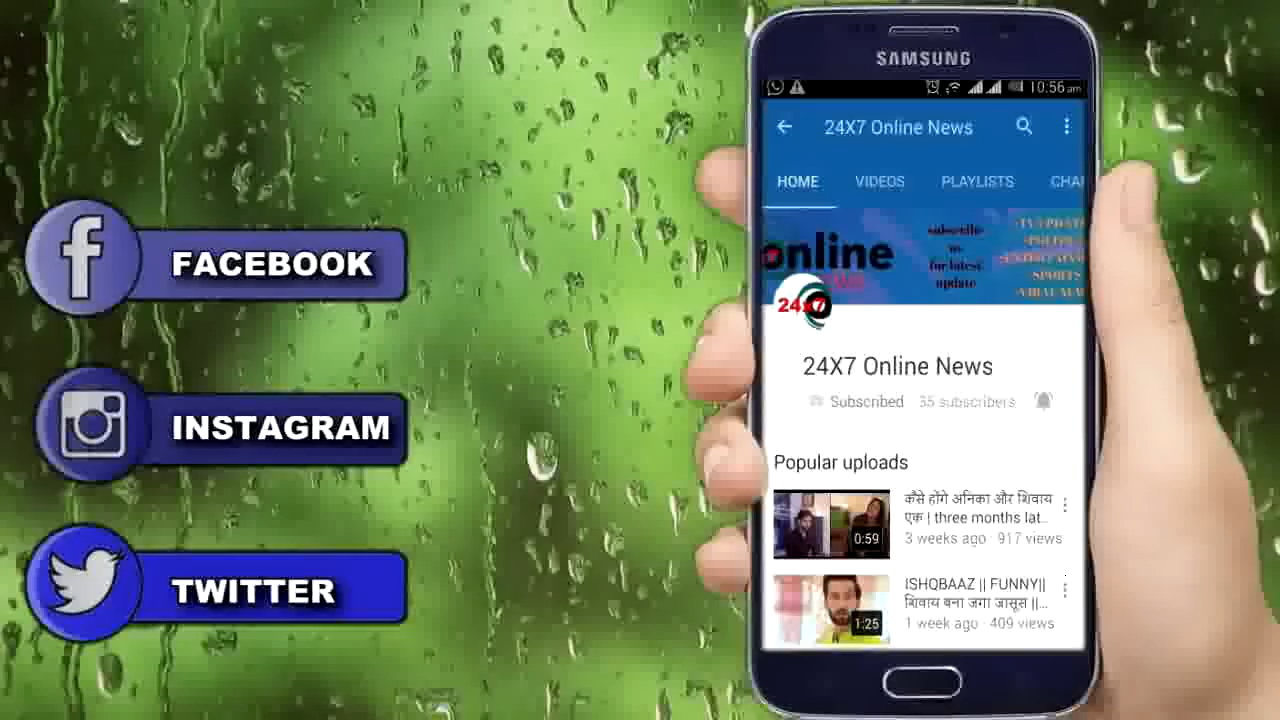 FACEBOOK
INSTAGRAM
TWITTER
SAMSUNG
10:56 am
24X7 Online News
HOME VIDEOS PLAYLISTS CHA
online
subscribe
us
for latest
update
SPORTS
24x7
24X7 Online News
Subscribed 35 subscribers
Popular uploads
0:59
कैसे होंगे अनिका और शिवाय
एक | three months lat..
3 weeks ago · 917 views
1:25
ISHQBAAZ || FUNNY||
शिवाय बना जगा जासूस ||...
1 week ago · 409 views